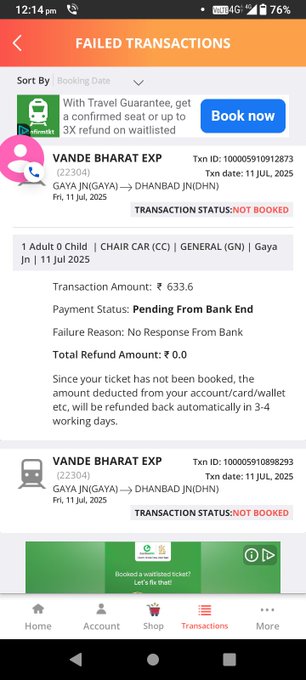 12:14 pm
VoLTE 4G 4G 76%
FAILED TRANSACTIONS
Sort By Booking Date
With Travel Guarantee, get
a confirmed seat or up to
3X refund on waitlisted
Book now
VANDE BHARAT EXP Txn ID: 100005910912873
(22304) Txn date: 11 JUL, 2025
GAYA JN(GAYA) → DHANBAD JN(DHN)
Fri, 11 Jul, 2025
TRANSACTION STATUS:NOT BOOKED
1 Adult 0 Child | CHAIR CAR (CC) | GENERAL (GN) | Gaya
Jn | 11 Jul 2025
Transaction Amount: ₹ 633.6
Payment Status: Pending From Bank End
Failure Reason: No Response From Bank
Total Refund Amount: ₹ 0.0
Since your ticket has not been booked, the
amount deducted from your account/card/wallet
etc, will be refunded back automatically in 3-4
working days.
VANDE BHARAT EXP Txn ID: 100005910898293
(22304) Txn date: 11 JUL, 2025
GAYA JN(GAYA) → DHANBAD JN(DHN)
Fri, 11 Jul, 2025
TRANSACTION STATUS:NOT BOOKED
Booked a waitlisted ticket?
Let's fix that!
Home Account Shop Transactions More